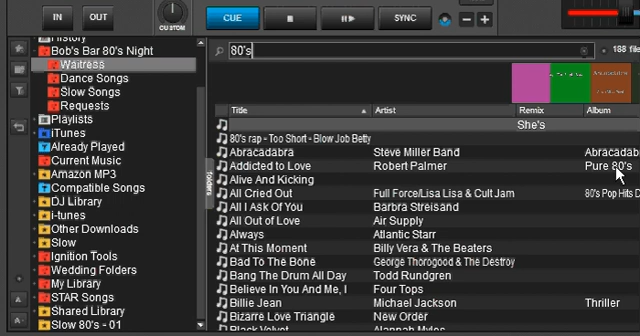 IN OUT CUSTOM CUE SYNC
80's 188 file
History
Bob's Bar 80's Night
Waitress
Dance Songs
Slow Songs
Requests
Playlists
iTunes
Already Played
Current Music
Amazon MP3
Compatible Songs
DJ Library
i-tunes
Other Downloads
Slow
Ignition Tools
Wedding Folders
My Library
STAR Songs
Shared Library
Slow 80's - 01
folders
Title Artist Remix Album
She's
80's rap - Too Short - Blow Job Betty
Abracadabra Steve Miller Band Abracadab
Addicted to Love Robert Palmer Pure 80's
Alive And Kicking
All Cried Out Full Force/Lisa Lisa & Cult Jam 80's Pop Hits D
All I Ask Of You Barbra Streisand
All Out of Love Air Supply
Always Atlantic Starr
At This Moment Billy Vera & The Beaters
Bad To The Bone George Thorogood & The Destroy
Bang The Drum All Day Todd Rundgren
Believe In You And Me, I Four Tops
Billie Jean Michael Jackson Thriller
Bizarre Love Triangle New Order
Black Velvet Alannah Myles